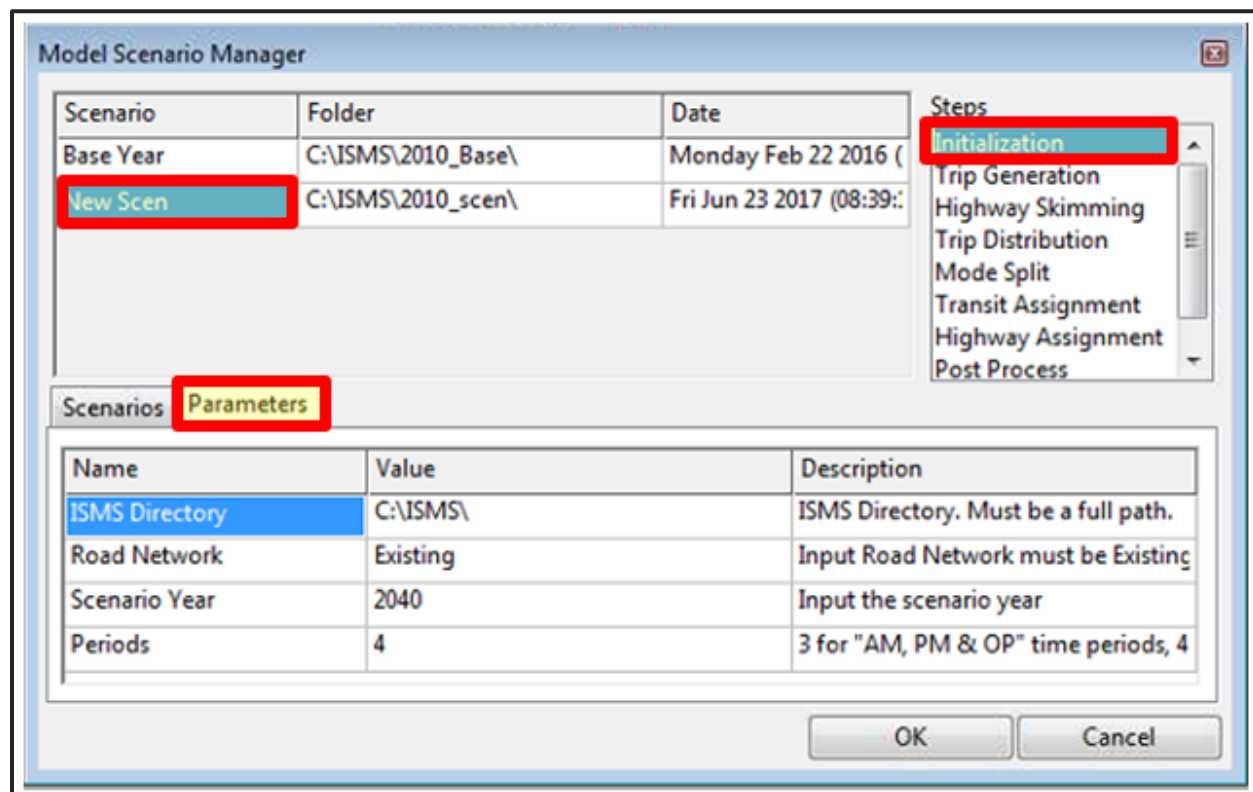 Model Scenario Manager
Scenario Folder Date
Base Year C:\ISMS\2010_Base\ Monday Feb 22 2016 (
New Scen C:\ISMS\2010_scen\ Fri Jun 23 2017 (08:39::
Steps
Initialization
Trip Generation
Highway Skimming
Trip Distribution
Mode Split
Transit Assignment
Highway Assignment
Post Process
Scenarios Parameters
Name Value Description
ISMS Directory C:\ISMS\ ISMS Directory. Must be a full path.
Road Network Existing Input Road Network must be Existing
Scenario Year 2040 Input the scenario year
Periods 4 3 for "AM, PM & OP" time periods, 4
OK Cancel